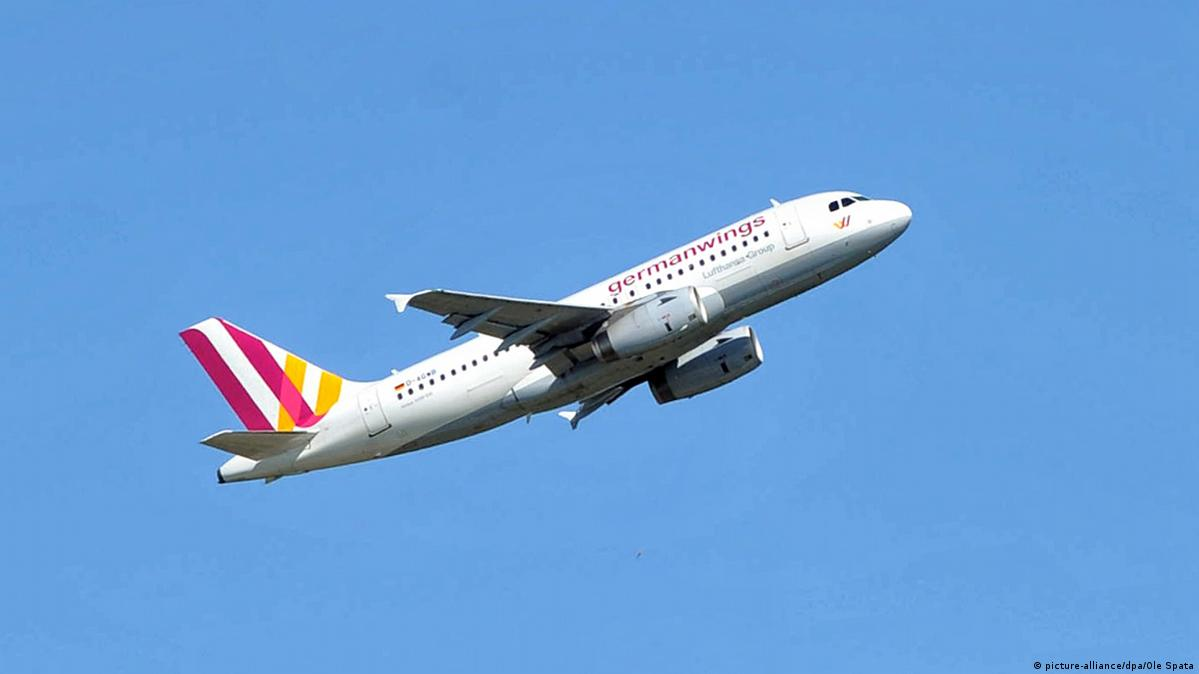 germanwings
Lufthansa Group
© picture-alliance/dpa/Ole Spata